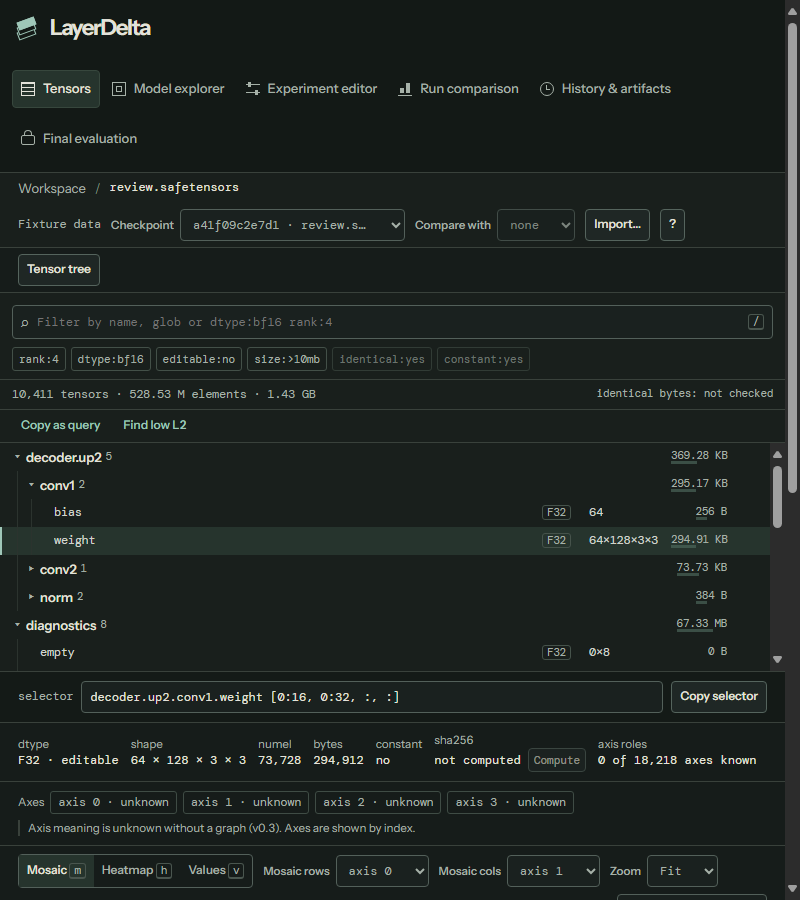 LayerDelta
Tensors Model explorer Experiment editor Run comparison History & artifacts
Final evaluation
Workspace / review.safetensors
Fixture data Checkpoint a41f09c2e7d1 · review.s… Compare with none Import… ?
Tensor tree
Filter by name, glob or dtype:bf16 rank:4 /
rank:4 dtype:bf16 editable:no size:>10mb identical:yes constant:yes
10,411 tensors · 528.53 M elements · 1.43 GB identical bytes: not checked
Copy as query Find low L2
decoder.up2 5 369.28 KB
conv1 2 295.17 KB
bias F32 64 256 B
weight F32 64×128×3×3 294.91 KB
conv2 1 73.73 KB
norm 2 384 B
diagnostics 8 67.33 MB
empty F32 0×8 0 B
selector decoder.up2.conv1.weight [0:16, 0:32, :, :] Copy selector
dtype shape numel bytes constant sha256 axis roles
F32 · editable 64 × 128 × 3 × 3 73,728 294,912 no not computed Compute 0 of 18,218 axes known
Axes axis 0 · unknown axis 1 · unknown axis 2 · unknown axis 3 · unknown
Axis meaning is unknown without a graph (v0.3). Axes are shown by index.
Mosaic m Heatmap h Values v Mosaic rows axis 0 Mosaic cols axis 1 Zoom Fit